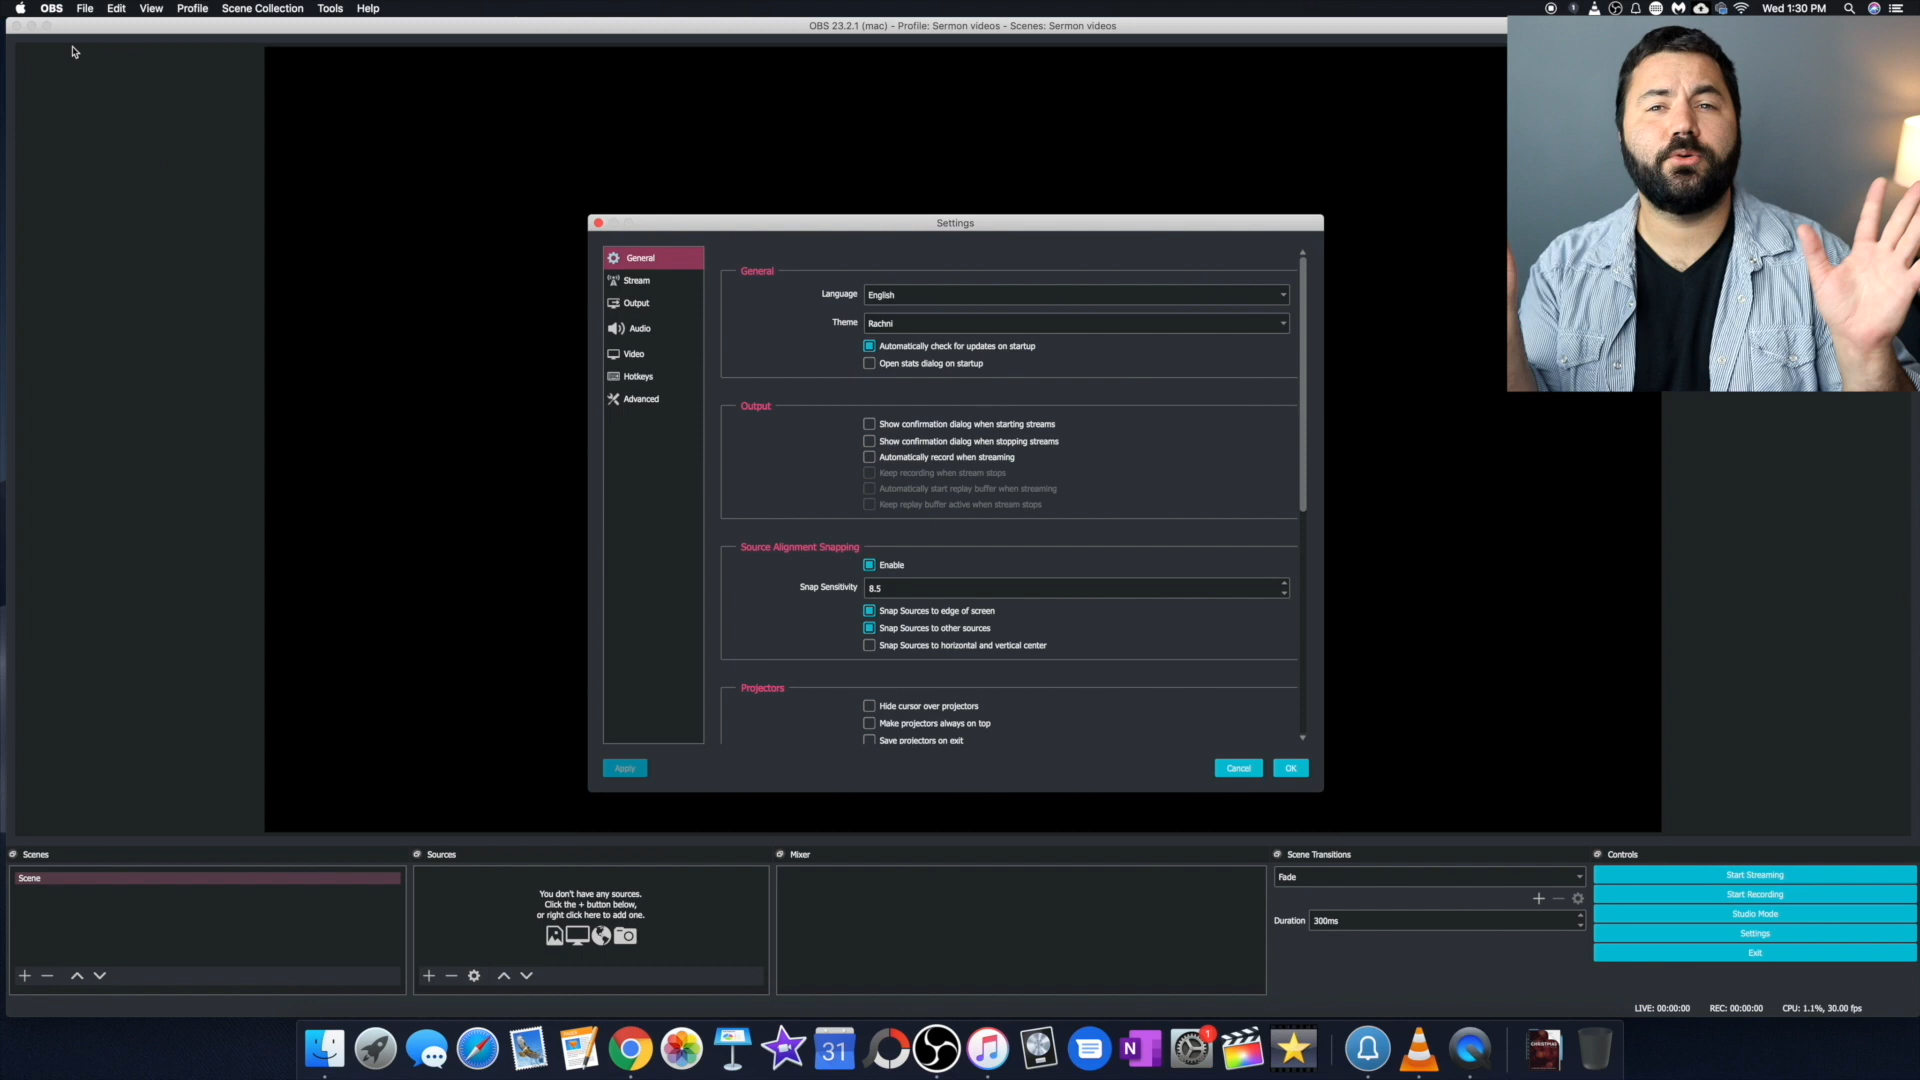 OBS File Edit View Profile Scene Collection Tools Help
Wed 1:30 PM
OBS 23.2.1 (mac) - Profile: Sermon videos - Scenes: Sermon videos
Settings
General
Stream
Output
Audio
Video
Hotkeys
Advanced
General
Language English
Theme Rachni
Automatically check for updates on startup
Open stats dialog on startup
Output
Show confirmation dialog when starting streams
Show confirmation dialog when stopping streams
Automatically record when streaming
Keep recording when stream stops
Automatically start replay buffer when streaming
Keep replay buffer active when stream stops
Source Alignment Snapping
Enable
Snap Sensitivity 8.5
Snap Sources to edge of screen
Snap Sources to other sources
Snap Sources to horizontal and vertical center
Projectors
Hide cursor over projectors
Make projectors always on top
Save projectors on exit
Apply
Cancel
OK
Scenes
Scene
Sources
You don't have any sources.
Click the + button below,
or right click here to add one.
Mixer
Scene Transitions
Fade
Duration 300ms
Controls
Start Streaming
Start Recording
Studio Mode
Settings
Exit
LIVE: 00:00:00 REC: 00:00:00 CPU: 1.1%, 30.00 fps
31
N
1
CHRISTMAS